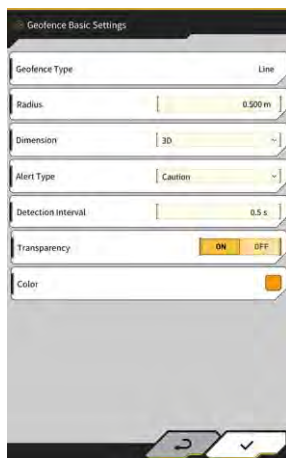 Geofence Basic Settings
Geofence Type Line
Radius 0.500 m
Dimension 3D
Alert Type Caution
Detection Interval 0.5 s
Transparency ON OFF
Color